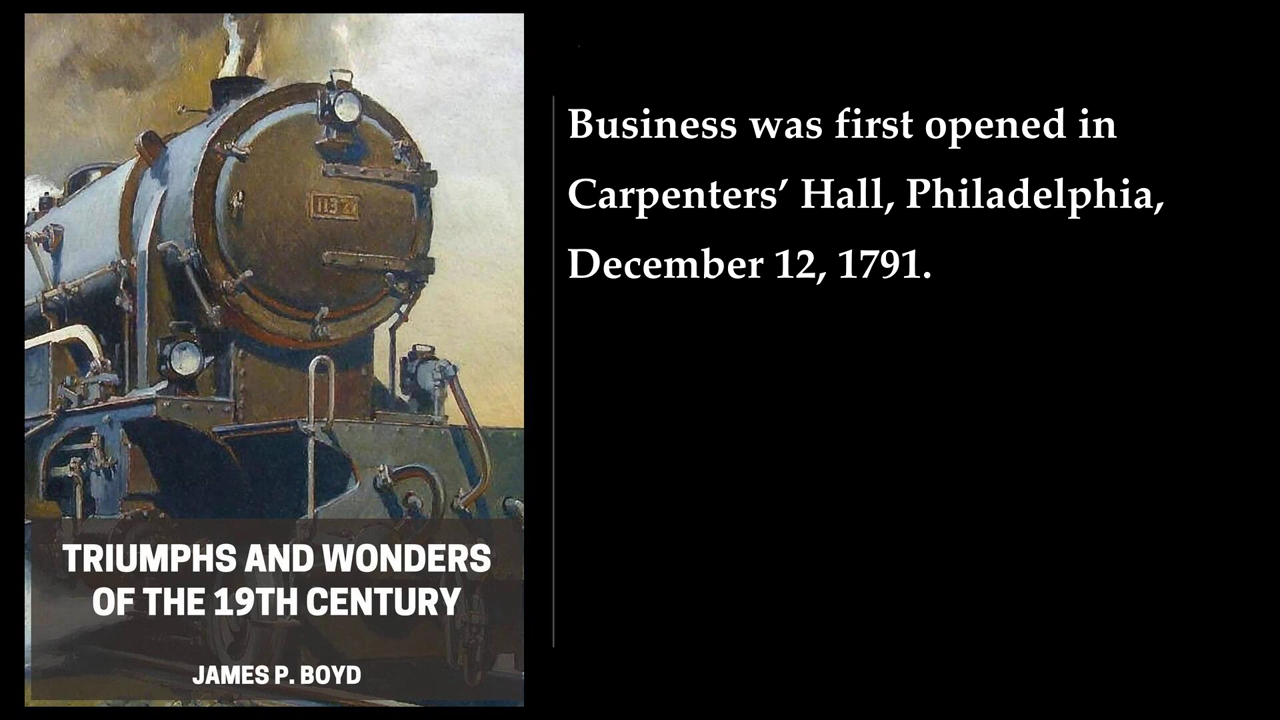 Business was first opened in
Carpenters’ Hall, Philadelphia,
December 12, 1791.
TRIUMPHS AND WONDERS
OF THE 19TH CENTURY
JAMES P. BOYD